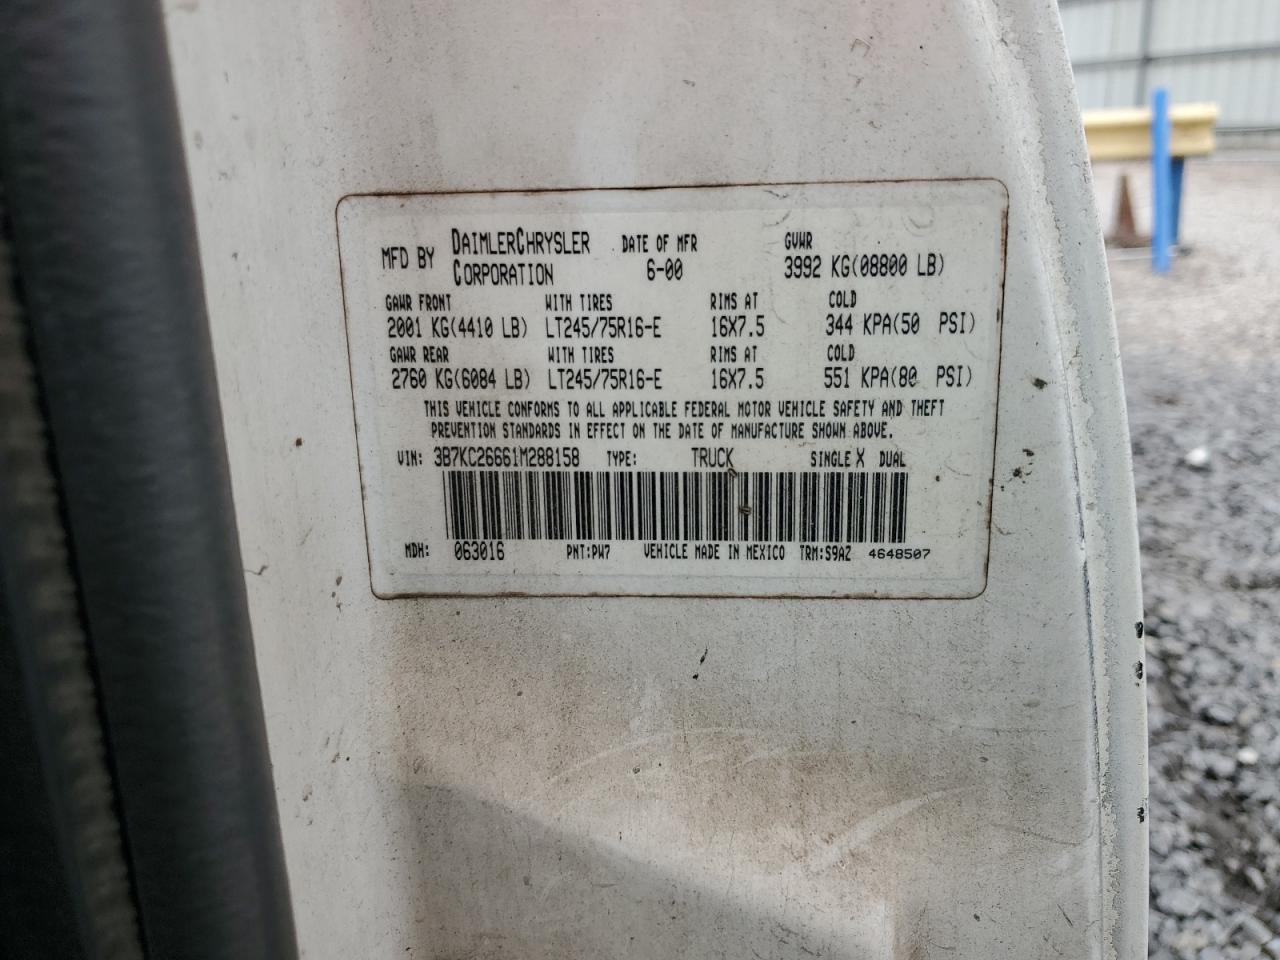 MFD BY DAIMLERCHRYSLER CORPORATION DATE OF MFR 6-00 GVWR 3992 KG(08800 LB)
GAWR FRONT WITH TIRES RIMS AT COLD
2001 KG(4410 LB) LT245/75R16-E 16X7.5 344 KPA(50 PSI)
GAWR REAR WITH TIRES RIMS AT COLD
2760 KG(6084 LB) LT245/75R16-E 16X7.5 551 KPA(80 PSI)
THIS VEHICLE CONFORMS TO ALL APPLICABLE FEDERAL MOTOR VEHICLE SAFETY AND THEFT
PREVENTION STANDARDS IN EFFECT ON THE DATE OF MANUFACTURE SHOWN ABOVE.
VIN: 3B7KC26661M288158 TYPE: TRUCK SINGLE X DUAL
MDH: 063016 PNT:PW7 VEHICLE MADE IN MEXICO TRM:S9AZ 4648507